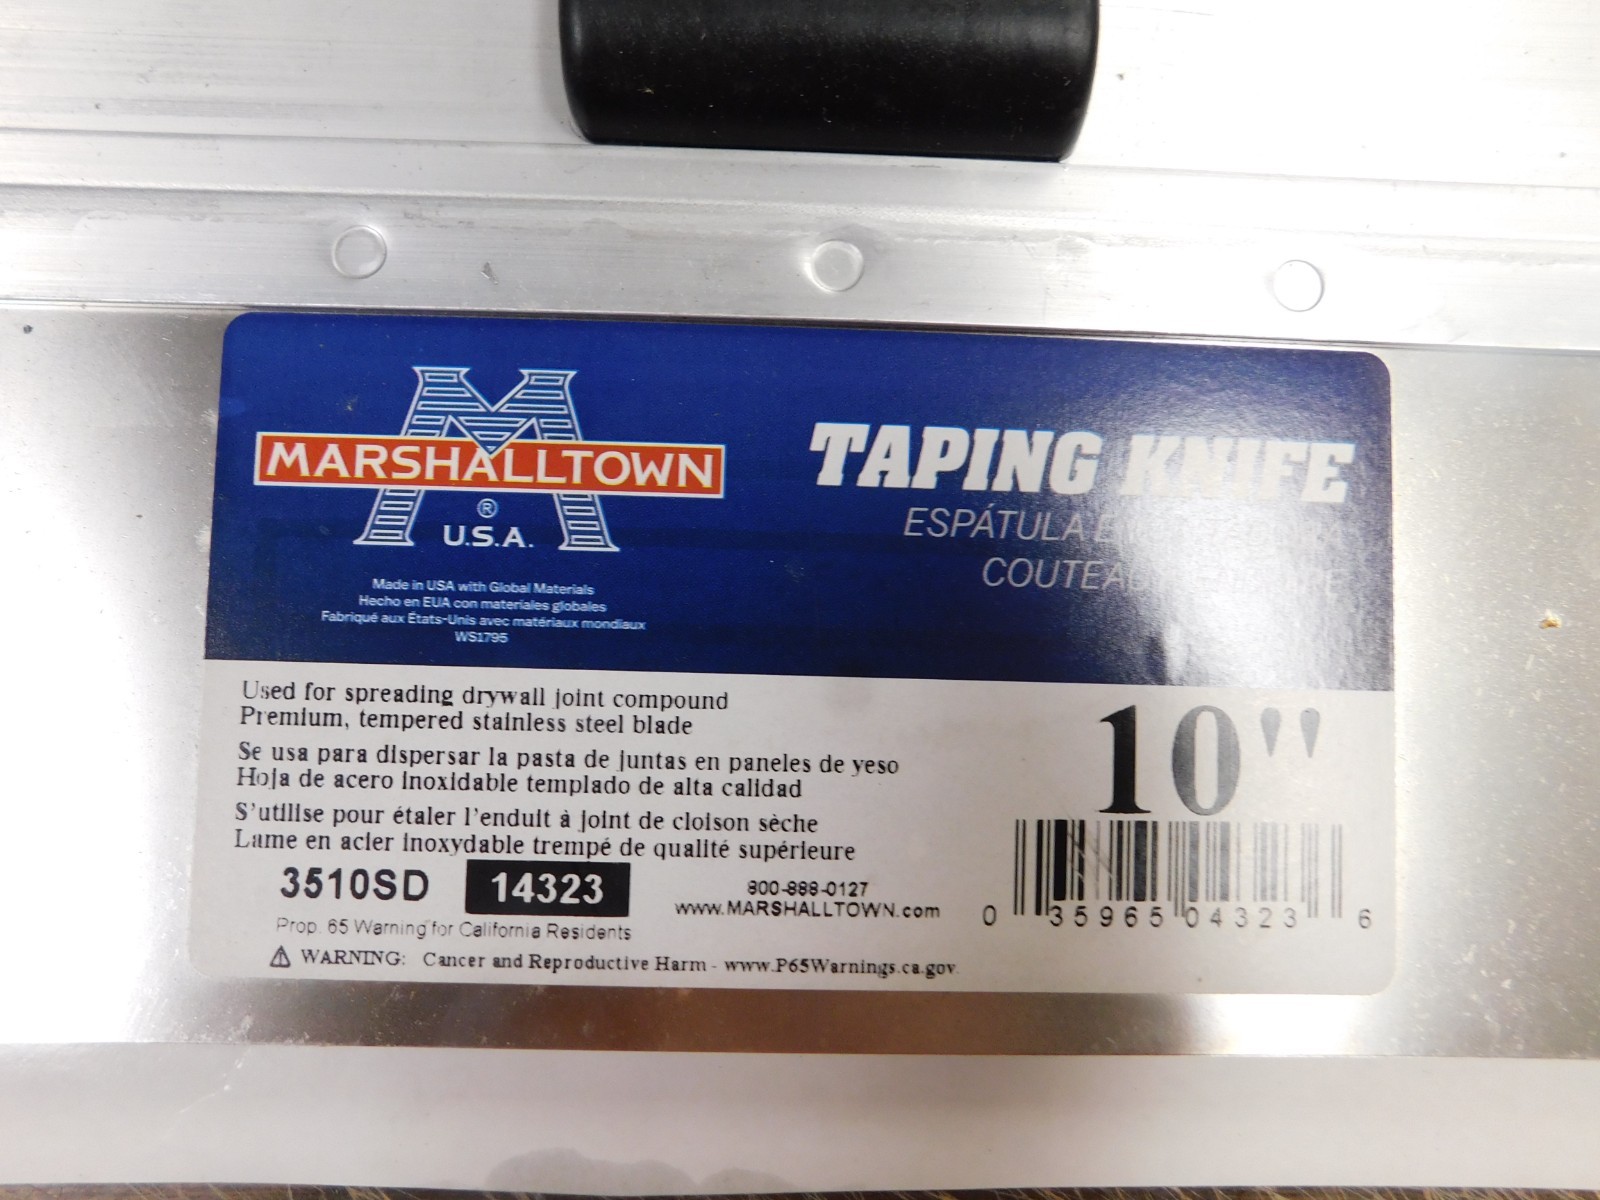 MARSHALLTOWN
®
U.S.A.
Made in USA with Global Materials
Hecho en EUA con materiales globales
Fabriqué aux États-Unis avec matériaux mondiaux
WS1795
TAPING KNIFE
ESPÁTULA
Used for spreading drywall joint compound
Premium, tempered stainless steel blade
Se usa para dispersar la pasta de juntas en paneles de yeso
Hoja de acero inoxidable templado de alta calidad
S'utilise pour étaler l'enduit à joint de cloison sèche
Lame en acier inoxydable trempé de qualité supérieure
10"
3510SD 14323
800-888-0127
www.MARSHALLTOWN.com
0 35965 04323 6
Prop. 65 Warning for California Residents
⚠ WARNING: Cancer and Reproductive Harm - www.P65Warnings.ca.gov.